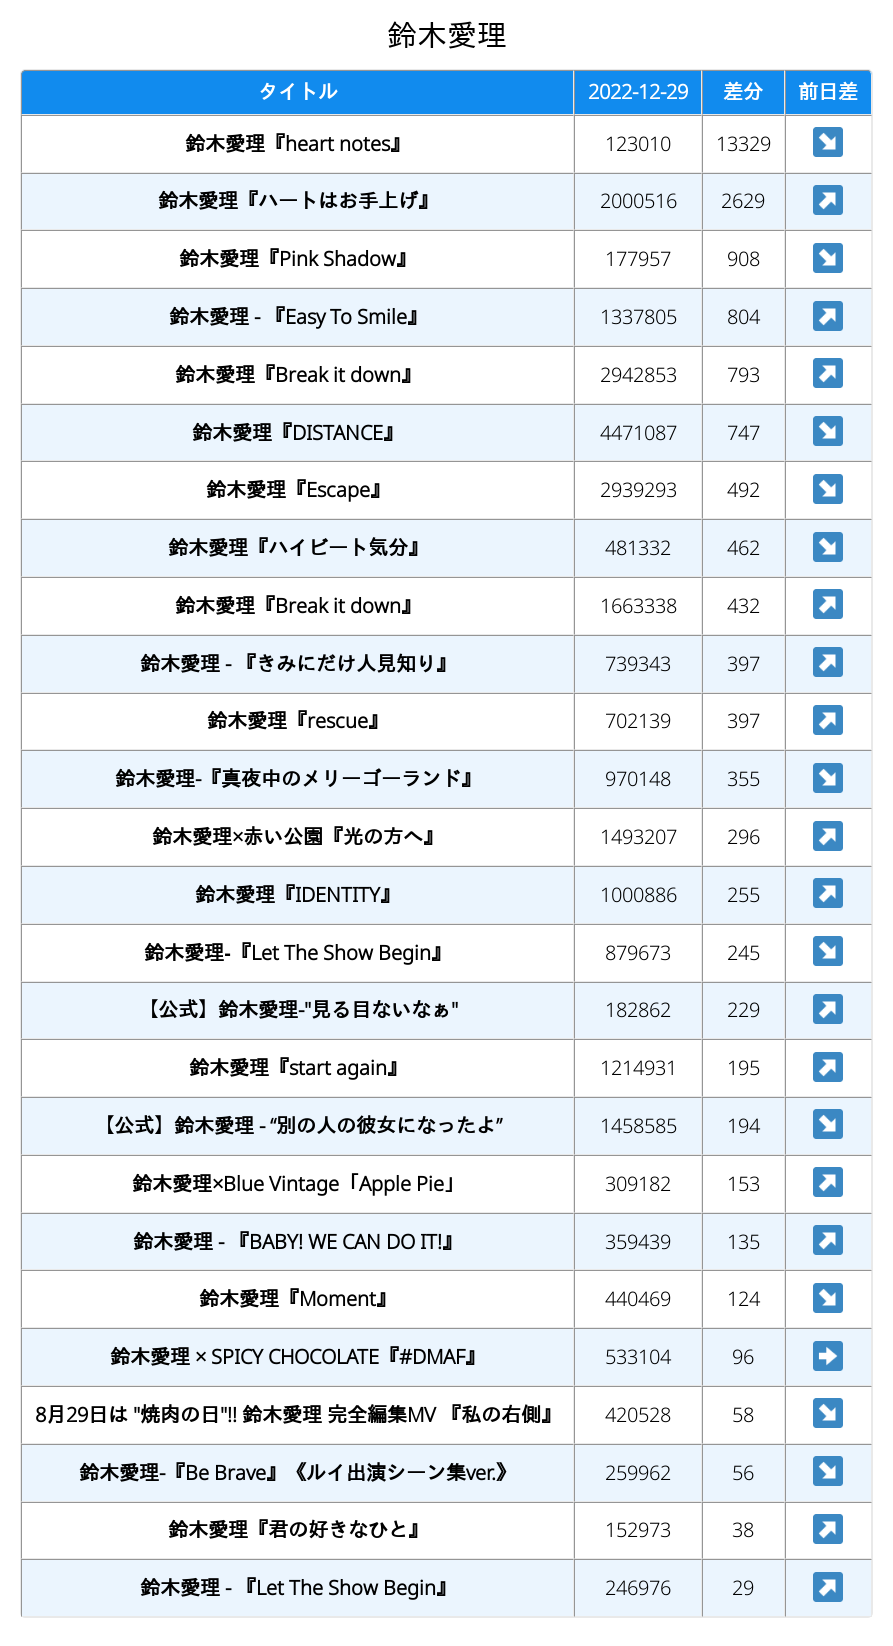 鈴木愛理
タイトル 2022-12-29 差分 前日差
鈴木愛理『heart notes』 123010 13329 ↘
鈴木愛理『ハートはお手上げ』 2000516 2629 ↗
鈴木愛理『Pink Shadow』 177957 908 ↘
鈴木愛理 - 『Easy To Smile』 1337805 804 ↗
鈴木愛理『Break it down』 2942853 793 ↗
鈴木愛理『DISTANCE』 4471087 747 ↘
鈴木愛理『Escape』 2939293 492 ↘
鈴木愛理『ハイビート気分』 481332 462 ↘
鈴木愛理『Break it down』 1663338 432 ↗
鈴木愛理 - 『きみにだけ人見知り』 739343 397 ↗
鈴木愛理『rescue』 702139 397 ↗
鈴木愛理-『真夜中のメリーゴーランド』 970148 355 ↘
鈴木愛理×赤い公園『光の方へ』 1493207 296 ↗
鈴木愛理『IDENTITY』 1000886 255 ↗
鈴木愛理-『Let The Show Begin』 879673 245 ↘
【公式】鈴木愛理-"見る目ないなぁ" 182862 229 ↗
鈴木愛理『start again』 1214931 195 ↗
【公式】鈴木愛理 - “別の人の彼女になったよ” 1458585 194 ↘
鈴木愛理×Blue Vintage「Apple Pie」 309182 153 ↗
鈴木愛理 - 『BABY! WE CAN DO IT!』 359439 135 ↗
鈴木愛理『Moment』 440469 124 ↘
鈴木愛理 × SPICY CHOCOLATE『#DMAF』 533104 96 ➡
8月29日は "焼肉の日"!! 鈴木愛理 完全編集MV 『私の右側』 420528 58 ↘
鈴木愛理-『Be Brave』《ルイ出演シーン集ver.》 259962 56 ↘
鈴木愛理『君の好きなひと』 152973 38 ↗
鈴木愛理 - 『Let The Show Begin』 246976 29 ↗